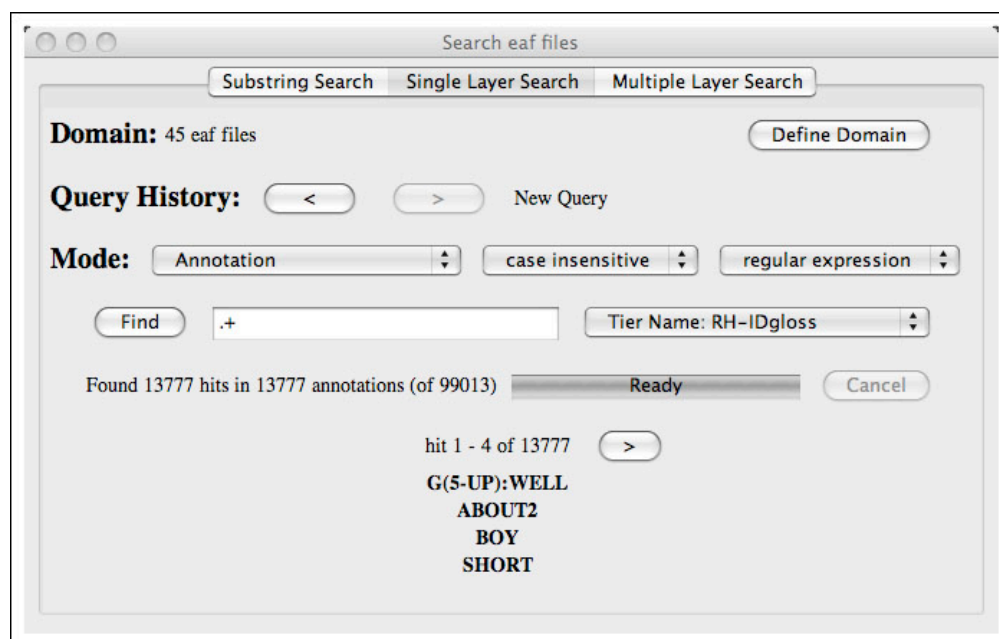 Search eaf files
Substring Search Single Layer Search Multiple Layer Search
Domain: 45 eaf files Define Domain
Query History: < > New Query
Mode: Annotation case insensitive regular expression
Find .+ Tier Name: RH-IDgloss
Found 13777 hits in 13777 annotations (of 99013) Ready Cancel
hit 1 - 4 of 13777 >
G(5-UP):WELL
ABOUT2
BOY
SHORT